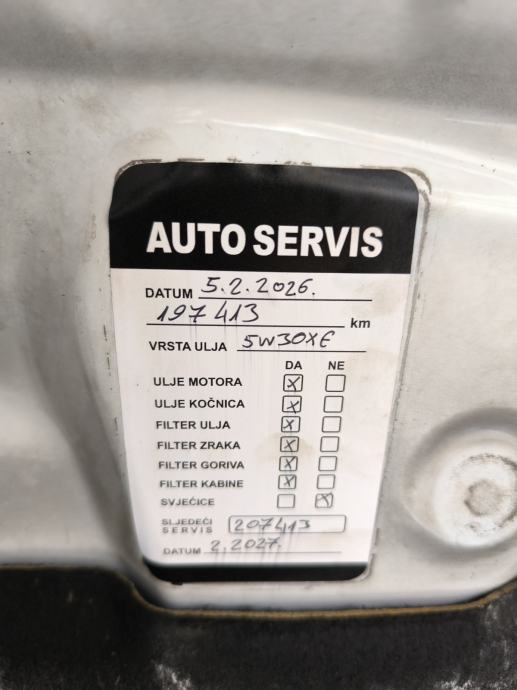 AUTO SERVIS
DATUM 5.2.2026.
197413 km
VRSTA ULJA 5W30XE
DA NE
ULJE MOTORA X
ULJE KOČNICA X
FILTER ULJA X
FILTER ZRAKA X
FILTER GORIVA X
FILTER KABINE X
SVJEĆICE X
SLJEDEĆI SERVIS 207413
DATUM 2.2027.